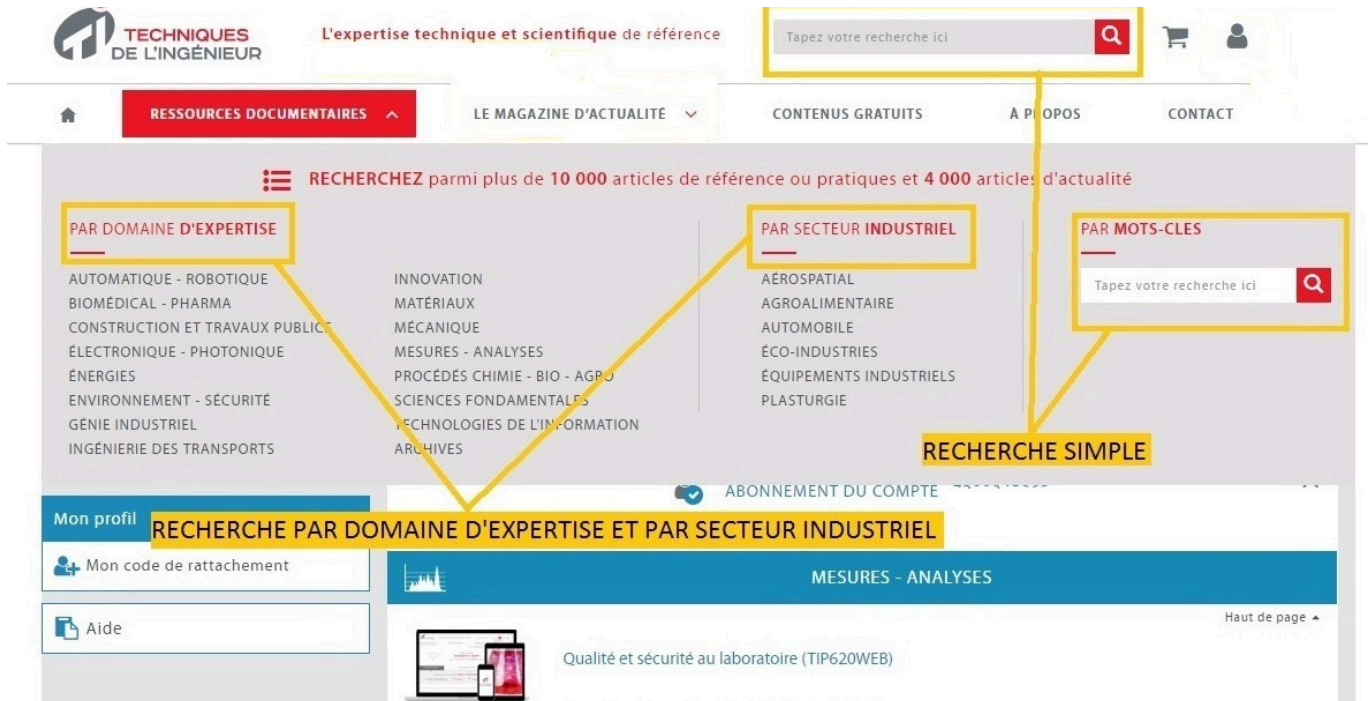 TECHNIQUES
DE L'INGÉNIEUR
L'expertise technique et scientifique de référence
Tapez votre recherche ici
RESSOURCES DOCUMENTAIRES
LE MAGAZINE D'ACTUALITÉ
CONTENUS GRATUITS
À PROPOS
CONTACT
RECHERCHEZ parmi plus de 10 000 articles de référence ou pratiques et 4 000 articles d'actualité
PAR DOMAINE D'EXPERTISE
AUTOMATIQUE - ROBOTIQUE
BIOMÉDICAL - PHARMA
CONSTRUCTION ET TRAVAUX PUBLICS
ÉLECTRONIQUE - PHOTONIQUE
ÉNERGIES
ENVIRONNEMENT - SÉCURITÉ
GÉNIE INDUSTRIEL
INGÉNIERIE DES TRANSPORTS
INNOVATION
MATÉRIAUX
MÉCANIQUE
MESURES - ANALYSES
PROCÉDÉS CHIMIE - BIO - AGRO
SCIENCES FONDAMENTALES
TECHNOLOGIES DE L'INFORMATION
ARCHIVES
PAR SECTEUR INDUSTRIEL
AÉROSPATIAL
AGROALIMENTAIRE
AUTOMOBILE
ÉCO-INDUSTRIES
ÉQUIPEMENTS INDUSTRIELS
PLASTURGIE
PAR MOTS-CLES
Tapez votre recherche ici
RECHERCHE SIMPLE
ABONNEMENT DU COMPTE
Mon profil
RECHERCHE PAR DOMAINE D'EXPERTISE ET PAR SECTEUR INDUSTRIEL
Mon code de rattachement
Aide
MESURES - ANALYSES
Haut de page
Qualité et sécurité au laboratoire (TIP620WEB)